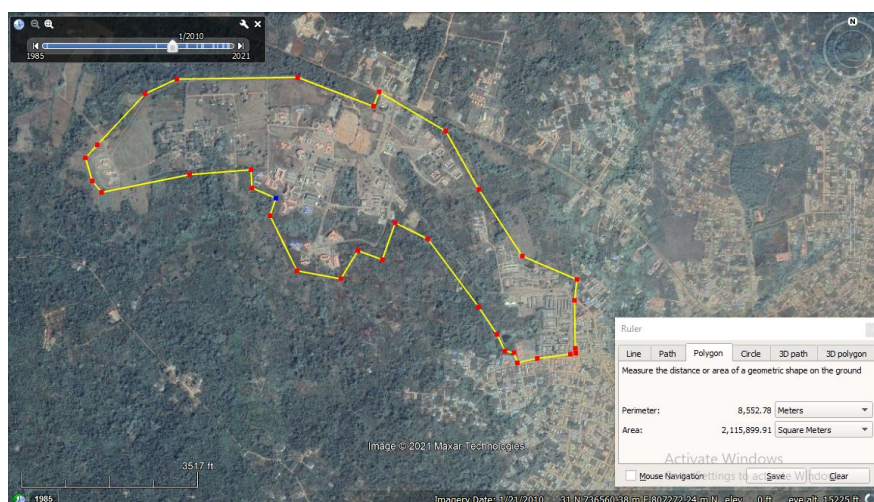 1/2010
1985
2021
N
Ruler
Line Path Polygon Circle 3D path 3D polygon
Measure the distance or area of a geometric shape on the ground
Perimeter: 8,552.78 Meters
Area: 2,115,899.91 Square Meters
Activate Windows
Mouse Navigation Save Clear
Image © 2021 Maxar Technologies
3517 ft
1985
Imagery Date: 1/21/2010 31 N 736560.38 m E 807272.24 m N elev 0 ft eye alt 15225 ft